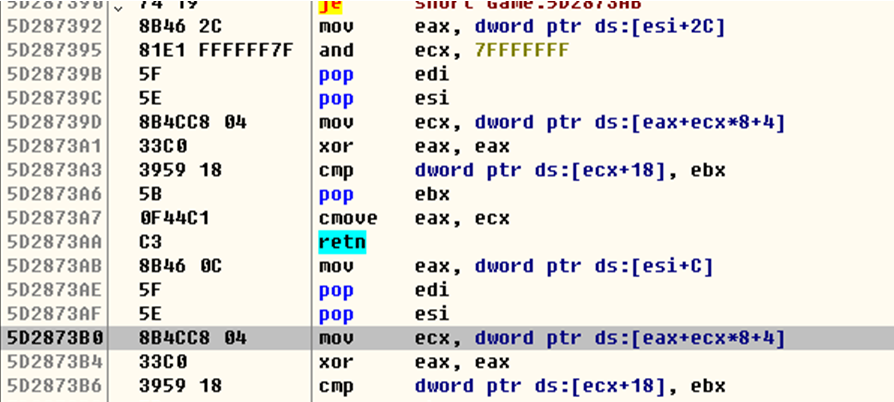 5D287390 74 19 je short Game.5D2873AB
5D287392 8B46 2C mov eax, dword ptr ds:[esi+2C]
5D287395 81E1 FFFFFF7F and ecx, 7FFFFFFF
5D28739B 5F pop edi
5D28739C 5E pop esi
5D28739D 8B4CC8 04 mov ecx, dword ptr ds:[eax+ecx*8+4]
5D2873A1 33C0 xor eax, eax
5D2873A3 3959 18 cmp dword ptr ds:[ecx+18], ebx
5D2873A6 5B pop ebx
5D2873A7 0F44C1 cmove eax, ecx
5D2873AA C3 retn
5D2873AB 8B46 0C mov eax, dword ptr ds:[esi+C]
5D2873AE 5F pop edi
5D2873AF 5E pop esi
5D2873B0 8B4CC8 04 mov ecx, dword ptr ds:[eax+ecx*8+4]
5D2873B4 33C0 xor eax, eax
5D2873B6 3959 18 cmp dword ptr ds:[ecx+18], ebx